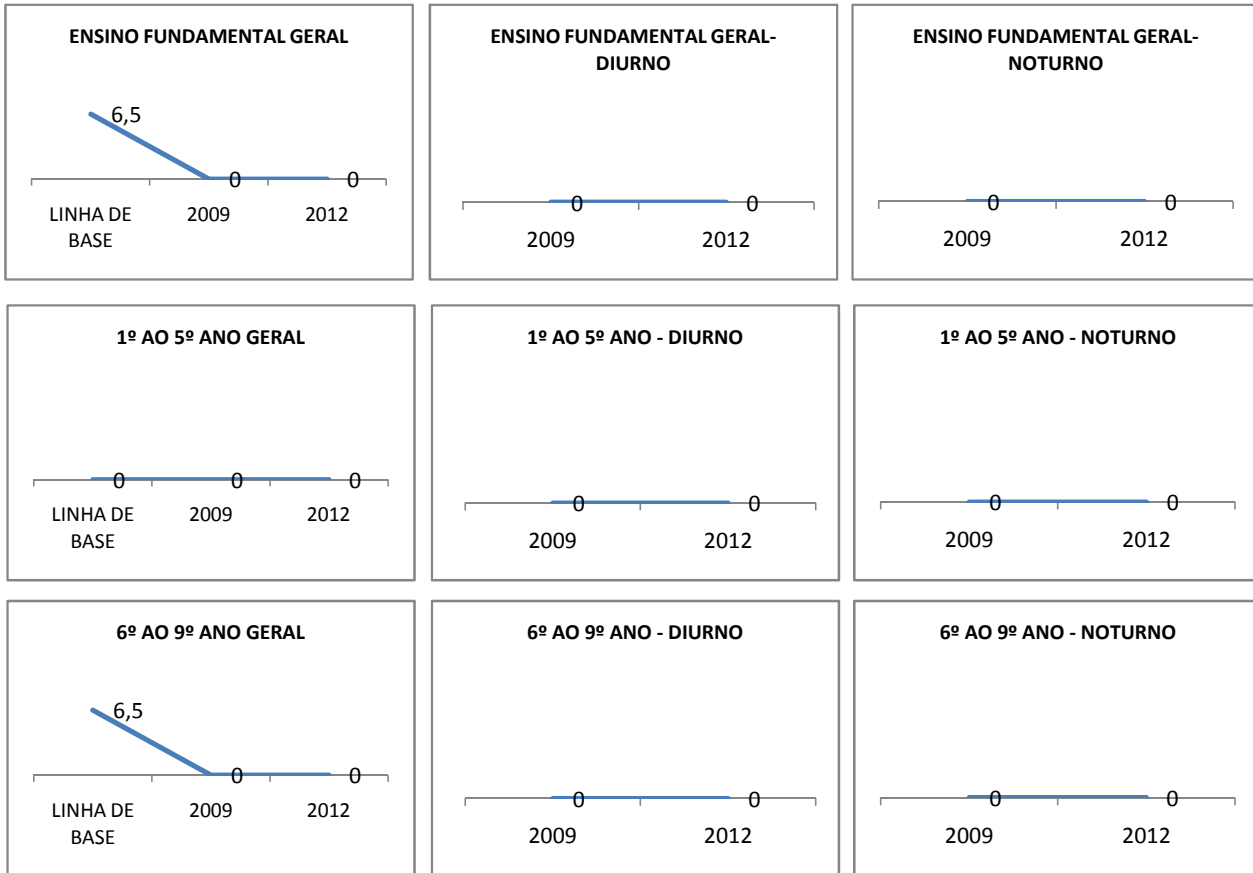 ENSINO FUNDAMENTAL GERAL
6,5
0
0
LINHA DE
BASE
2009
2012
ENSINO FUNDAMENTAL GERAL-
DIURNO
0
0
2009
2012
ENSINO FUNDAMENTAL GERAL-
NOTURNO
0
0
2009
2012
1º AO 5º ANO GERAL
0
0
0
LINHA DE
BASE
2009
2012
1º AO 5º ANO - DIURNO
0
0
2009
2012
1º AO 5º ANO - NOTURNO
0
0
2009
2012
6º AO 9º ANO GERAL
6,5
0
0
LINHA DE
BASE
2009
2012
6º AO 9º ANO - DIURNO
0
0
2009
2012
6º AO 9º ANO - NOTURNO
0
0
2009
2012